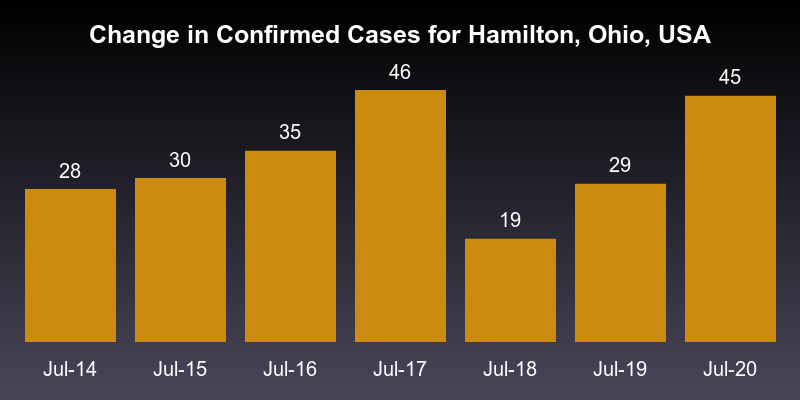 Change in Confirmed Cases for Hamilton, Ohio, USA
28
30
35
46
19
29
45
Jul-14
Jul-15
Jul-16
Jul-17
Jul-18
Jul-19
Jul-20